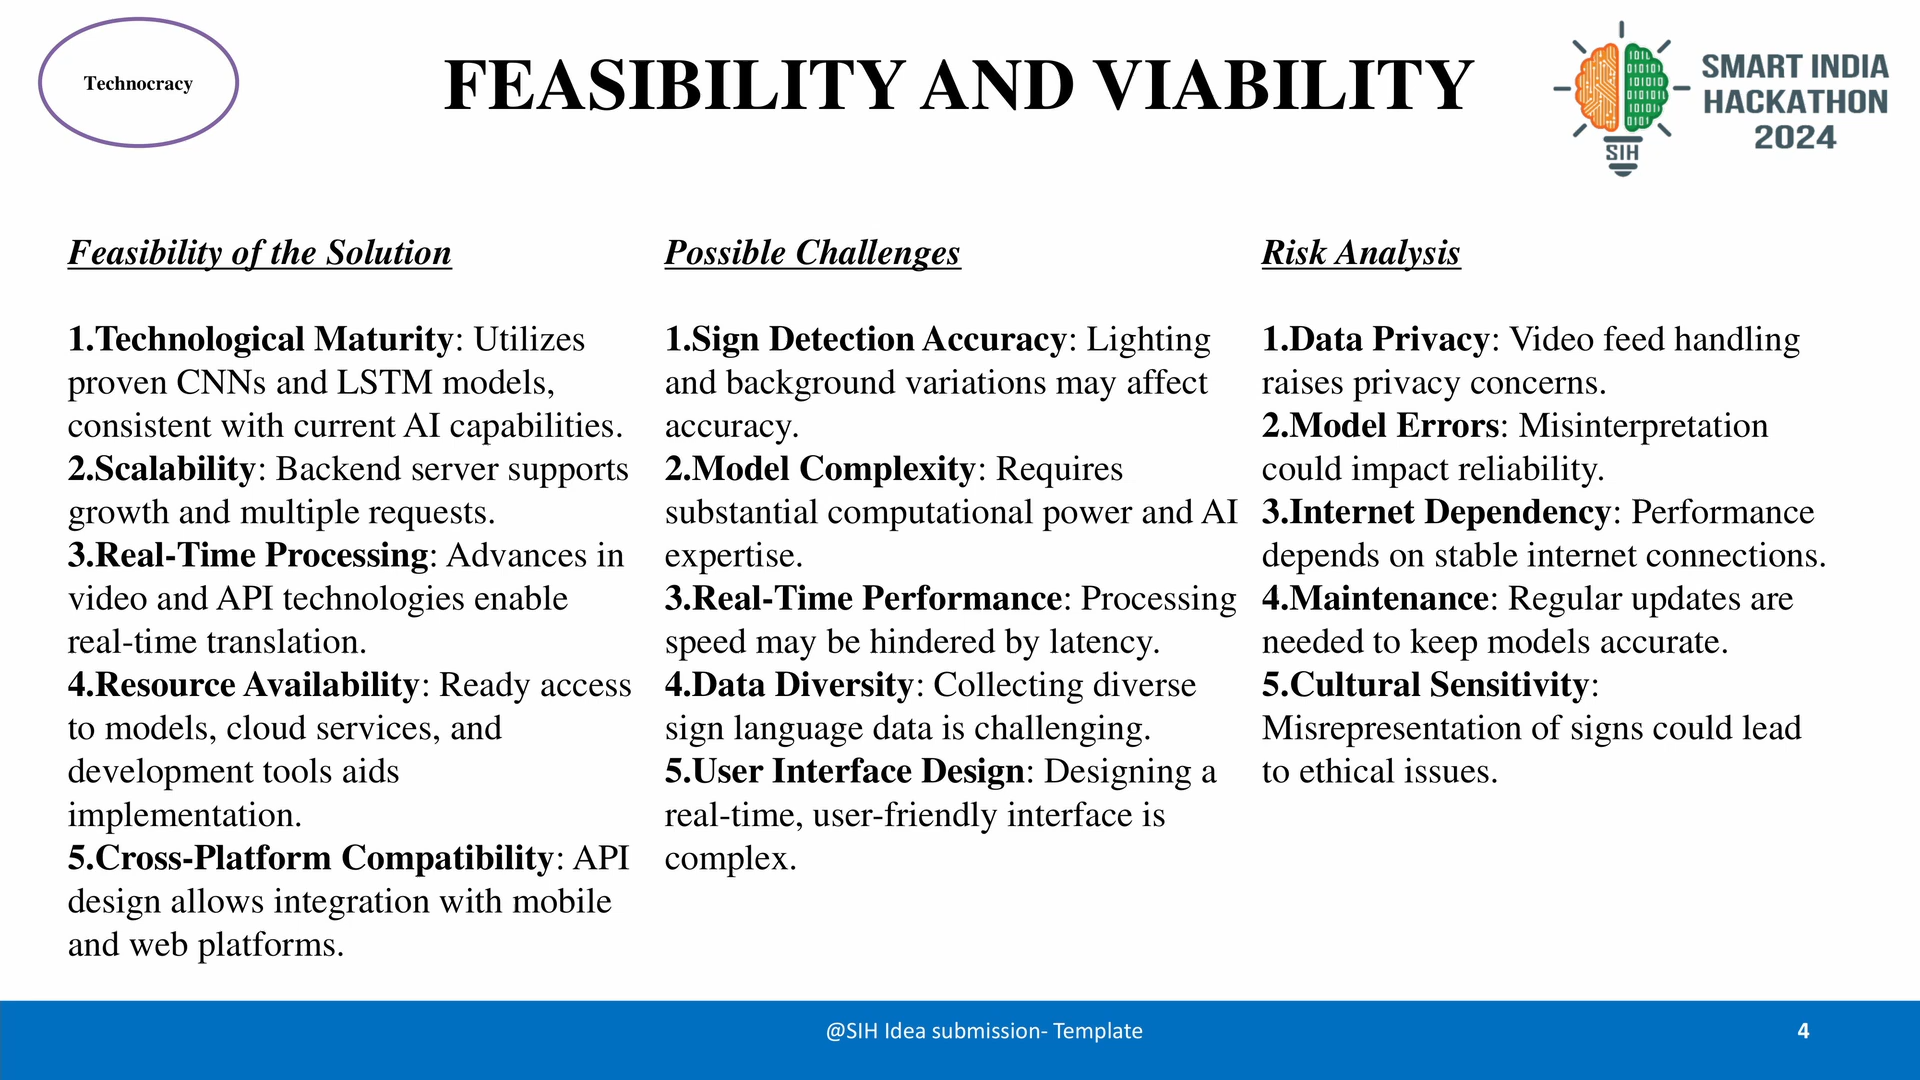 Technocracy
FEASIBILITY AND VIABILITY
SMART INDIA
HACKATHON
2024
SIH
Feasibility of the Solution
1.Technological Maturity: Utilizes
proven CNNs and LSTM models,
consistent with current AI capabilities.
2.Scalability: Backend server supports
growth and multiple requests.
3.Real-Time Processing: Advances in
video and API technologies enable
real-time translation.
4.Resource Availability: Ready access
to models, cloud services, and
development tools aids
implementation.
5.Cross-Platform Compatibility: API
design allows integration with mobile
and web platforms.
Possible Challenges
1.Sign Detection Accuracy: Lighting
and background variations may affect
accuracy.
2.Model Complexity: Requires
substantial computational power and AI
expertise.
3.Real-Time Performance: Processing
speed may be hindered by latency.
4.Data Diversity: Collecting diverse
sign language data is challenging.
5.User Interface Design: Designing a
real-time, user-friendly interface is
complex.
Risk Analysis
1.Data Privacy: Video feed handling
raises privacy concerns.
2.Model Errors: Misinterpretation
could impact reliability.
3.Internet Dependency: Performance
depends on stable internet connections.
4.Maintenance: Regular updates are
needed to keep models accurate.
5.Cultural Sensitivity:
Misrepresentation of signs could lead
to ethical issues.
@SIH Idea submission- Template
4